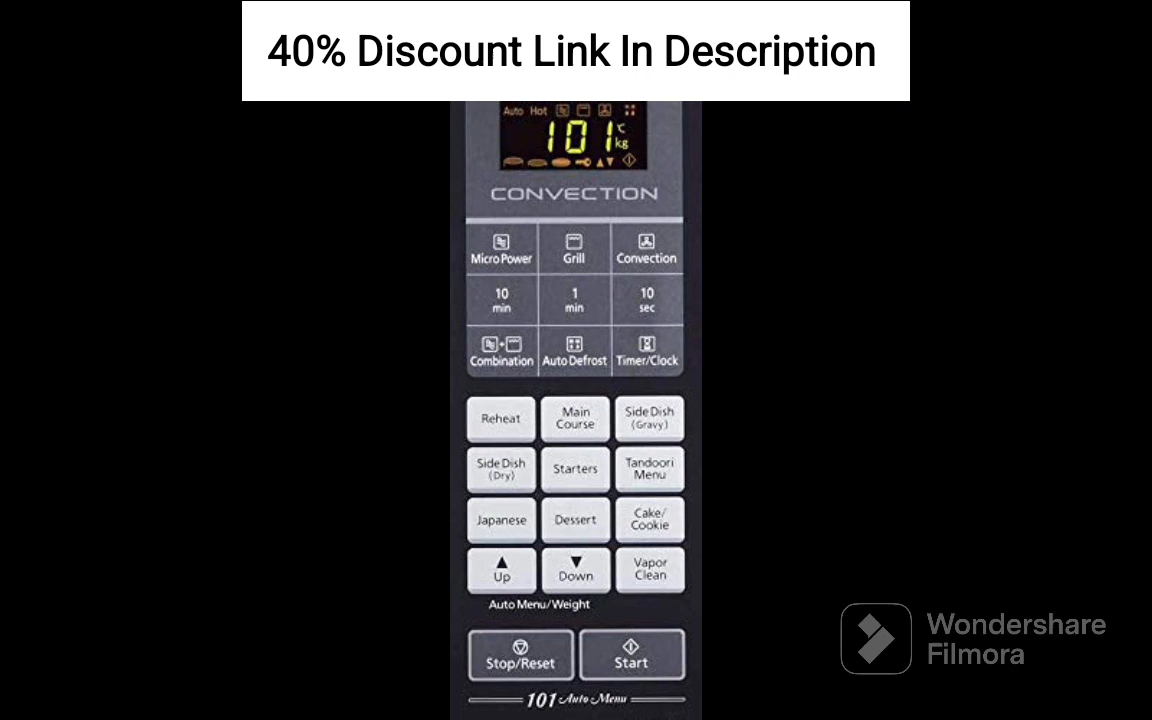 40% Discount Link In Description
Auto Hot
101 °C kg
CONVECTION
Micro Power Grill Convection
10 min 1 min 10 sec
Combination Auto Defrost Timer/Clock
Reheat Main Course Side Dish (Gravy)
Side Dish (Dry) Starters Tandoori Menu
Japanese Dessert Cake/ Cookie
Up Down Vapor Clean
Auto Menu/Weight
Stop/Reset Start
101 Auto Menu
Wondershare
Filmora